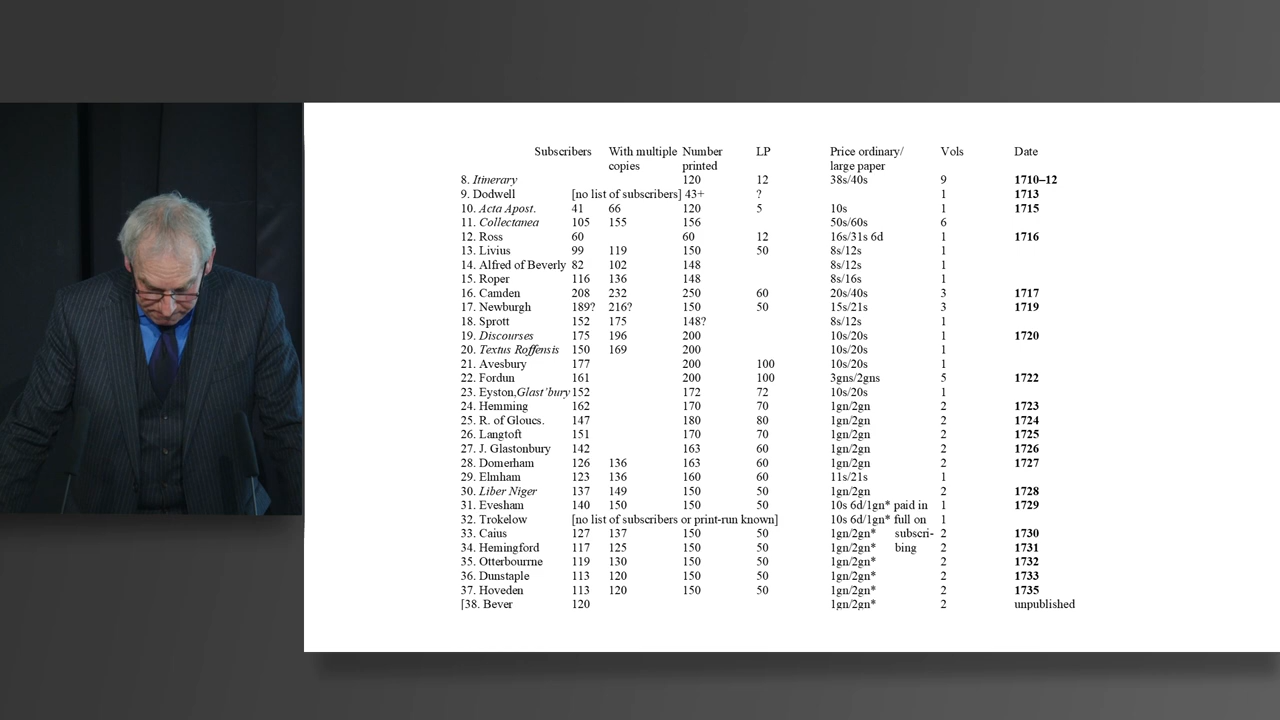 Subscribers With multiple Number LP Price ordinary/ Vols Date
copies printed large paper
8. Itinerary 120 12 38s/40s 9 1710–12
9. Dodwell [no list of subscribers] 43+ ? 1 1713
10. Acta Apost. 41 66 120 5 10s 1 1715
11. Collectanea 105 155 156 50s/60s 6
12. Ross 60 60 12 16s/31s 6d 1 1716
13. Livius 99 119 150 50 8s/12s 1
14. Alfred of Beverly 82 102 148 8s/12s 1
15. Roper 116 136 148 8s/16s 1
16. Camden 208 232 250 60 20s/40s 3 1717
17. Newburgh 189? 216? 150 50 15s/21s 3 1719
18. Sprott 152 175 148? 8s/12s 1
19. Discourses 175 196 200 10s/20s 1 1720
20. Textus Roffensis 150 169 200 10s/20s 1
21. Avesbury 177 200 100 10s/20s 1
22. Fordun 161 200 100 3gns/2gns 5 1722
23. Eyston,Glast'bury 152 172 72 10s/20s 1
24. Hemming 162 170 70 1gn/2gn 2 1723
25. R. of Gloucs. 147 180 80 1gn/2gn 2 1724
26. Langtoft 151 170 70 1gn/2gn 2 1725
27. J. Glastonbury 142 163 60 1gn/2gn 2 1726
28. Domerham 126 136 163 60 1gn/2gn 2 1727
29. Elmham 123 136 160 60 11s/21s 1
30. Liber Niger 137 149 150 50 1gn/2gn 2 1728
31. Evesham 140 150 150 50 10s 6d/1gn* paid in 1 1729
32. Trokelow [no list of subscribers or print-run known] 10s 6d/1gn* full on 1
33. Caius 127 137 150 50 1gn/2gn* subscri- 2 1730
34. Hemingford 117 125 150 50 1gn/2gn* bing 2 1731
35. Otterbourne 119 130 150 50 1gn/2gn* 2 1732
36. Dunstaple 113 120 150 50 1gn/2gn* 2 1733
37. Hoveden 113 120 150 50 1gn/2gn* 2 1735
[38. Bever 120 1gn/2gn* 2 unpublished